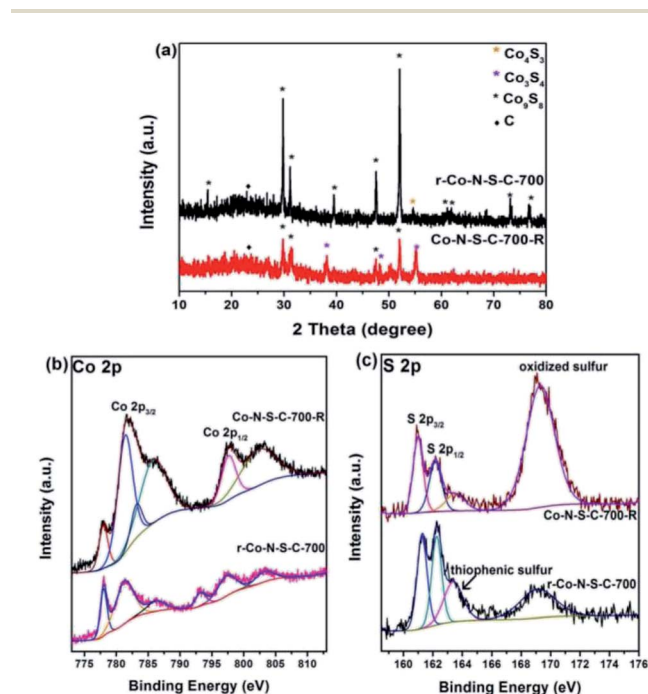 (a)
* Co₄S₃
* Co₃S₄
* Co₉S₈
♦ C
r-Co-N-S-C-700
Co-N-S-C-700-R
Intensity (a.u.)
10 20 30 40 50 60 70 80
2 Theta (degree)
(b) Co 2p
Co 2p3/2
Co 2p1/2
Co-N-S-C-700-R
r-Co-N-S-C-700
Intensity (a.u.)
775 780 785 790 795 800 805 810
Binding Energy (eV)
(c) S 2p
oxidized sulfur
S 2p3/2
S 2p1/2
Co-N-S-C-700-R
thiophenic sulfur
r-Co-N-S-C-700
Intensity (a.u.)
160 162 164 166 168 170 172 174 176
Binding Energy (eV)